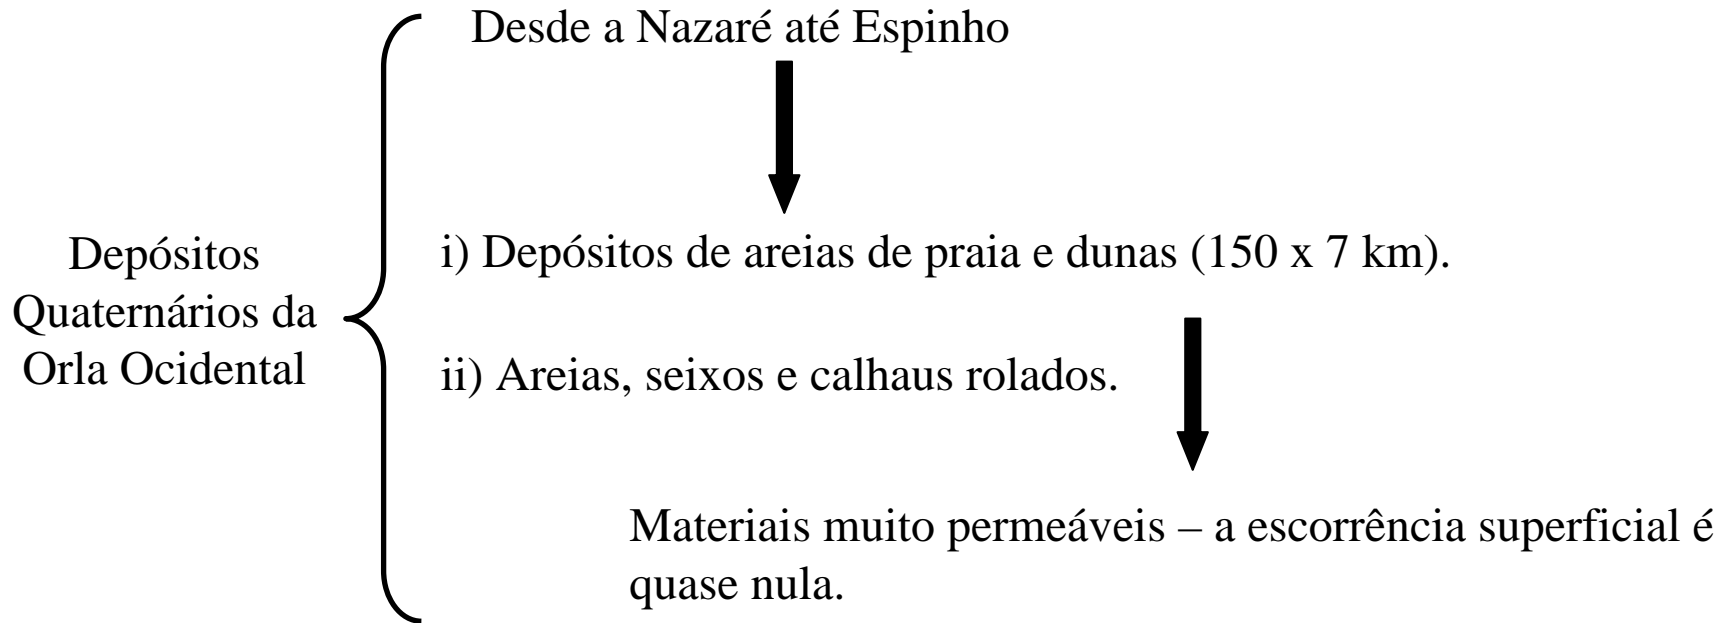 Desde a Nazaré até Espinho
Depósitos
Quaternários da
Orla Ocidental
i) Depósitos de areias de praia e dunas (150 x 7 km).
ii) Areias, seixos e calhaus rolados.
Materiais muito permeáveis – a escorrência superficial é
quase nula.